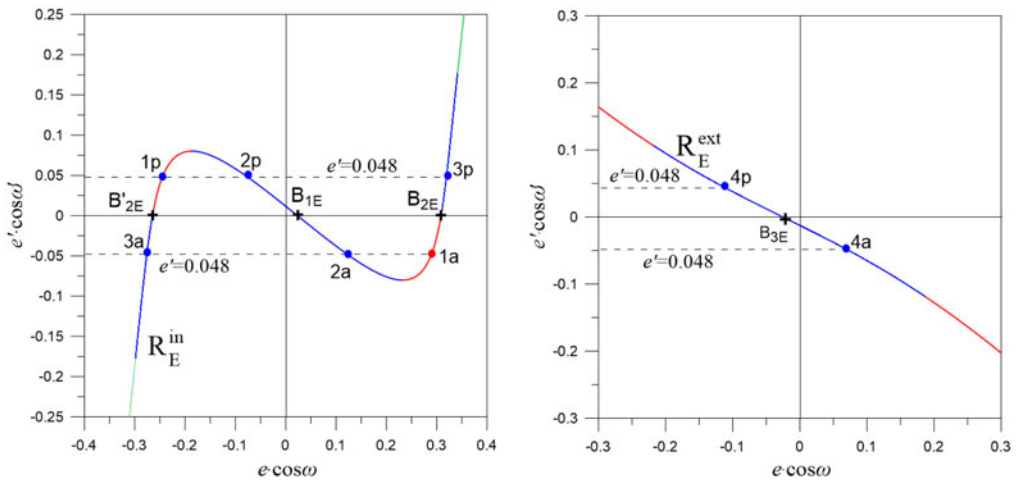 0.25
0.2
0.15
0.1
0.05
0
-0.05
-0.1
-0.15
-0.2
-0.25
-0.4 -0.3 -0.2 -0.1 0 0.1 0.2 0.3 0.4
e·cosω
e'·cosω'
1p
2p
e'=0.048
3p
B'2E
B1E
B2E
3a
e'=0.048
2a
1a
R_E^in
0.3
0.2
0.1
0
-0.1
-0.2
-0.3
-0.3 -0.2 -0.1 0 0.1 0.2 0.3
e·cosω
e'·cosω'
R_E^ext
4p
e'=0.048
B3E
4a
e'=0.048